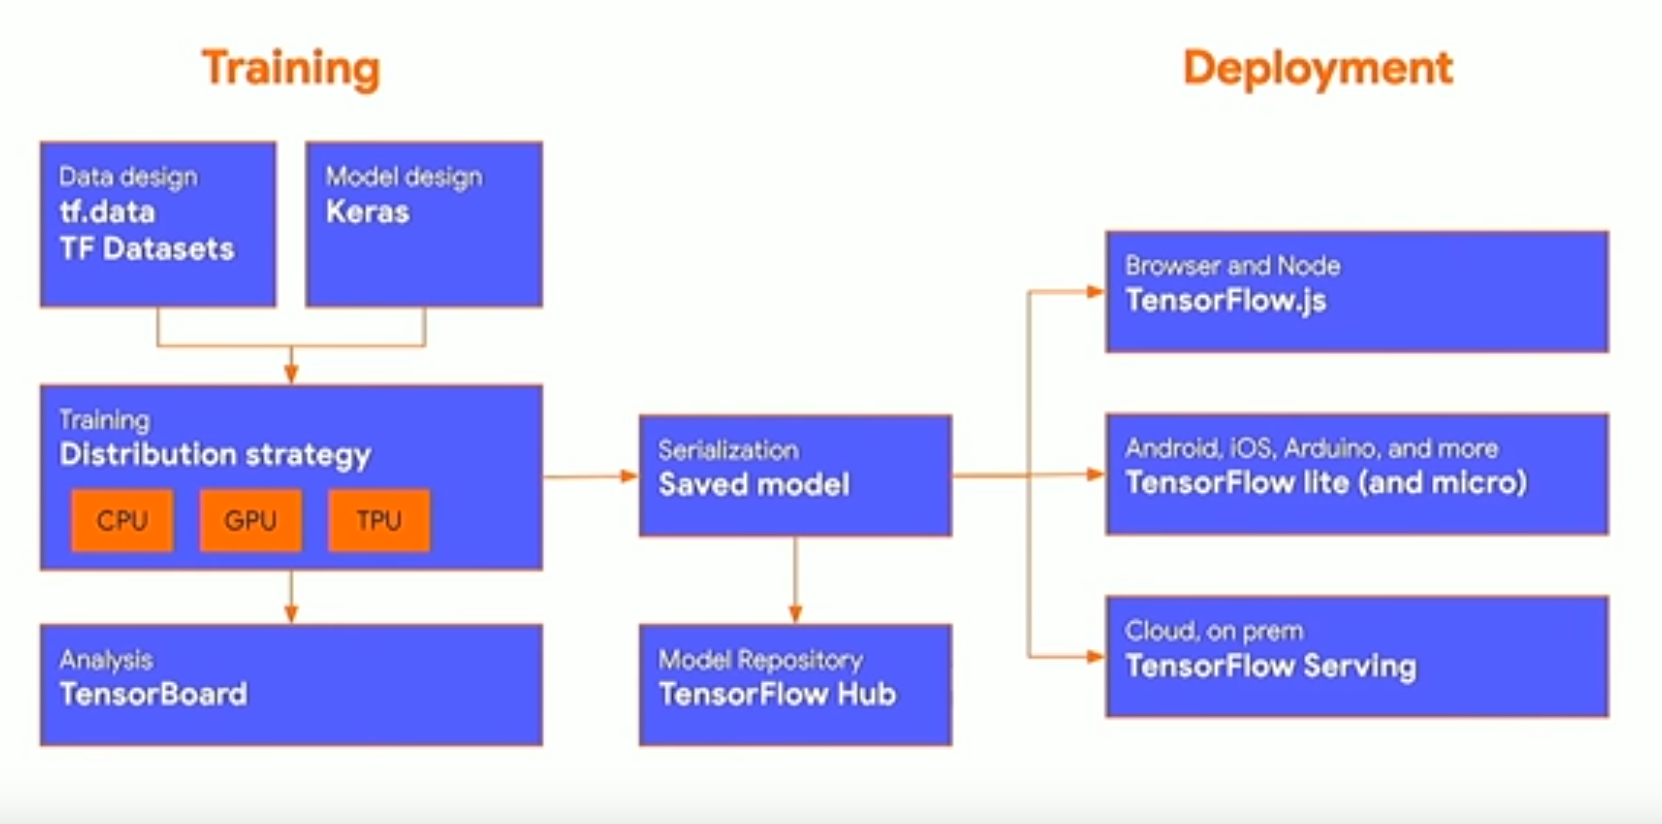 Training
Deployment
Data design
tf.data
TF Datasets
Model design
Keras
Training
Distribution strategy
CPU
GPU
TPU
Analysis
TensorBoard
Serialization
Saved model
Model Repository
TensorFlow Hub
Browser and Node
TensorFlow.js
Android, iOS, Arduino, and more
TensorFlow lite (and micro)
Cloud, on prem
TensorFlow Serving